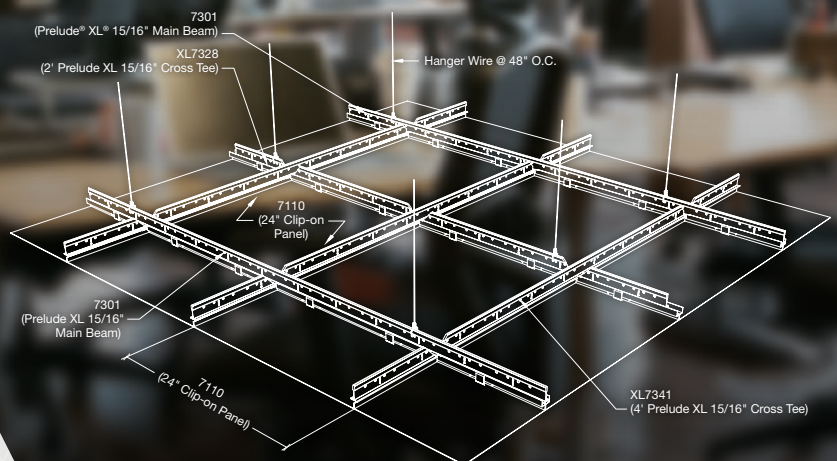 7301
(Prelude® XL® 15/16" Main Beam)
XL7328
(2' Prelude XL 15/16" Cross Tee)
Hanger Wire @ 48" O.C.
7110
(24" Clip-on
Panel)
7301
(Prelude XL 15/16"
Main Beam)
7110
(24" Clip-on Panel)
XL7341
(4' Prelude XL 15/16" Cross Tee)